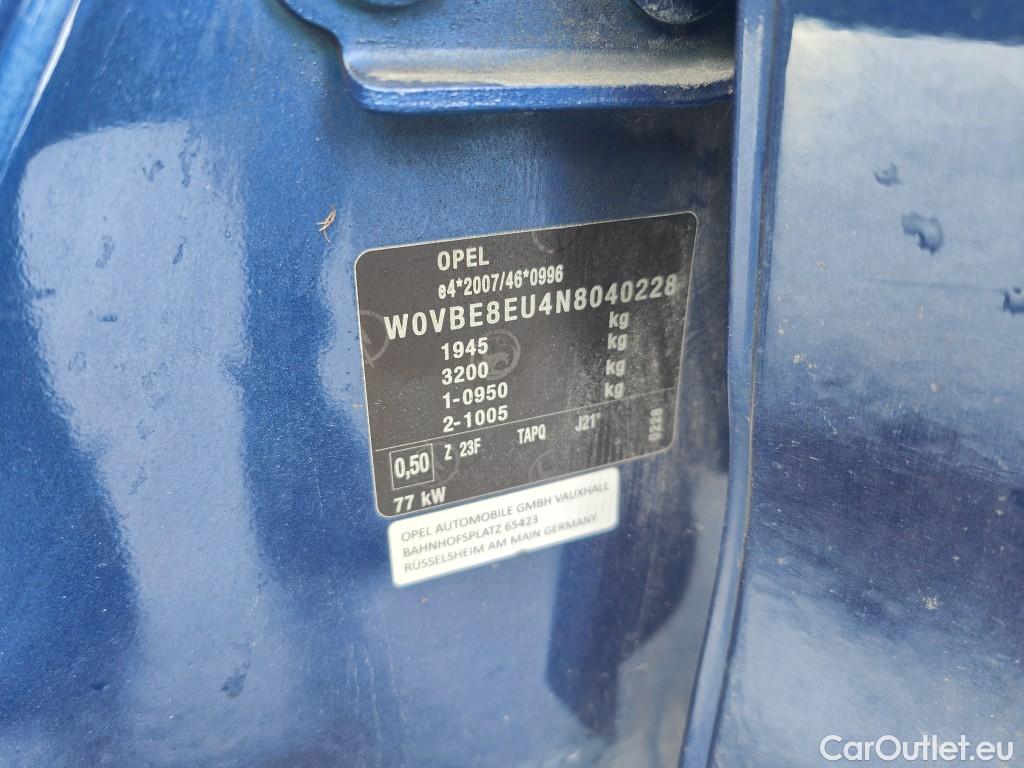 OPEL
e4*2007/46*0996
W0VBE8EU4N8040228
1945 kg
3200 kg
1-0950 kg
2-1005 kg
0,50 Z 23F TAPQ J21* 0228
77 kW
OPEL AUTOMOBILE GMBH VAUXHALL
BAHNHOFSPLATZ 65423
RÜSSELSHEIM AM MAIN GERMANY
CarOutlet.eu